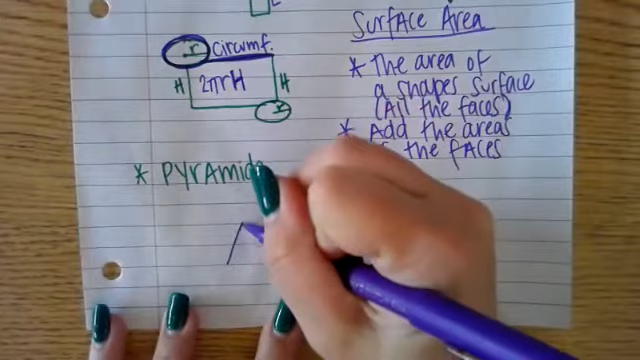 L
r circumf.
H 2πrH H
r
* Pyramid
Surface Area
* The area of
a shapes surface
(All the faces)
* Add the areas
the faces